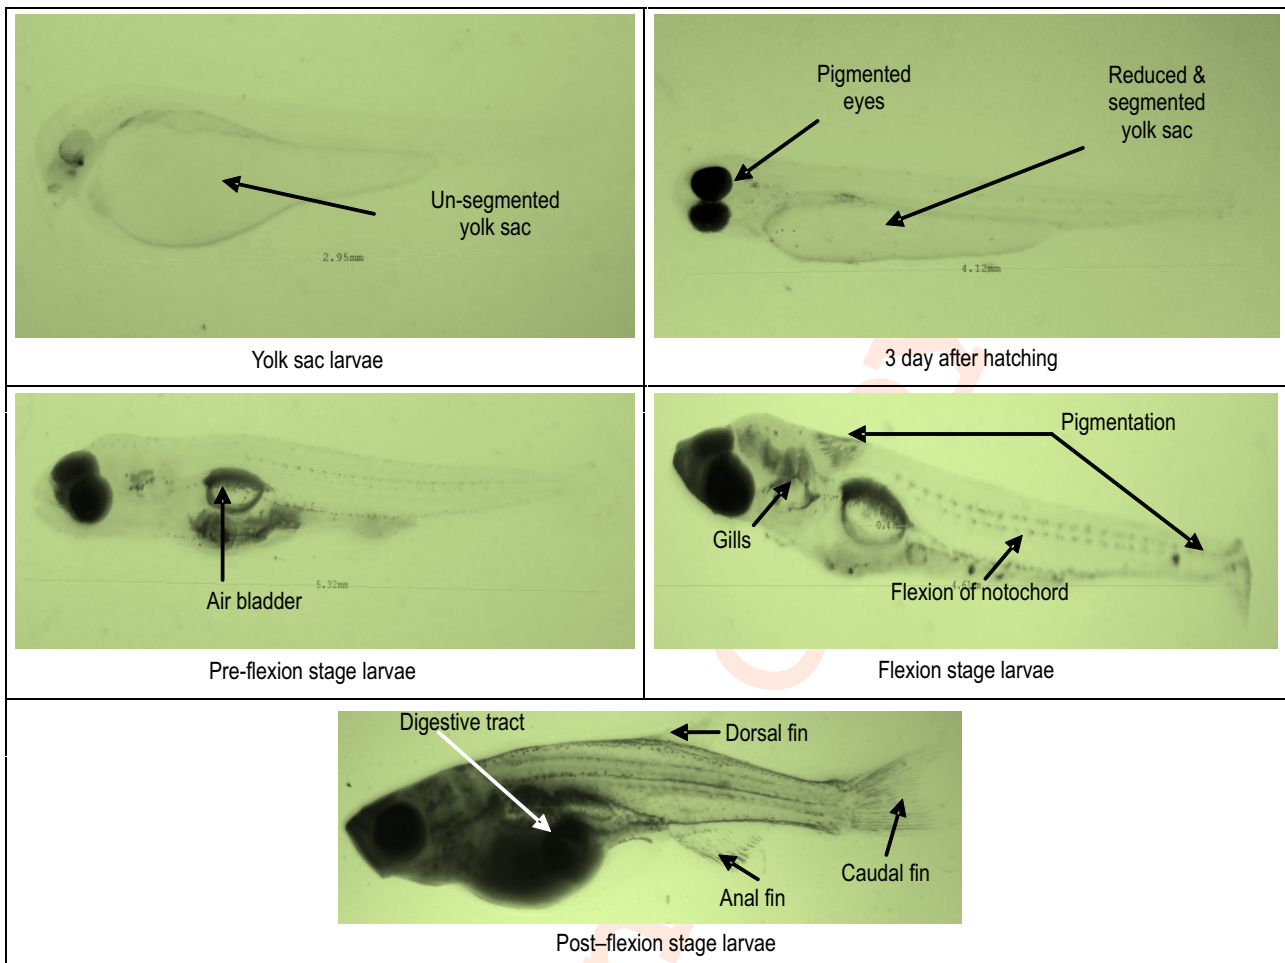 Pigmented
eyes
Reduced &
segmented
yolk sac
Un-segmented
yolk sac
2.95mm
4.12mm
Yolk sac larvae
3 day after hatching
Pigmentation
Gills
0.4
5.32mm
Air bladder
Flexion of notochord
Pre-flexion stage larvae
Flexion stage larvae
Digestive tract
Dorsal fin
Caudal fin
Anal fin
Post–flexion stage larvae